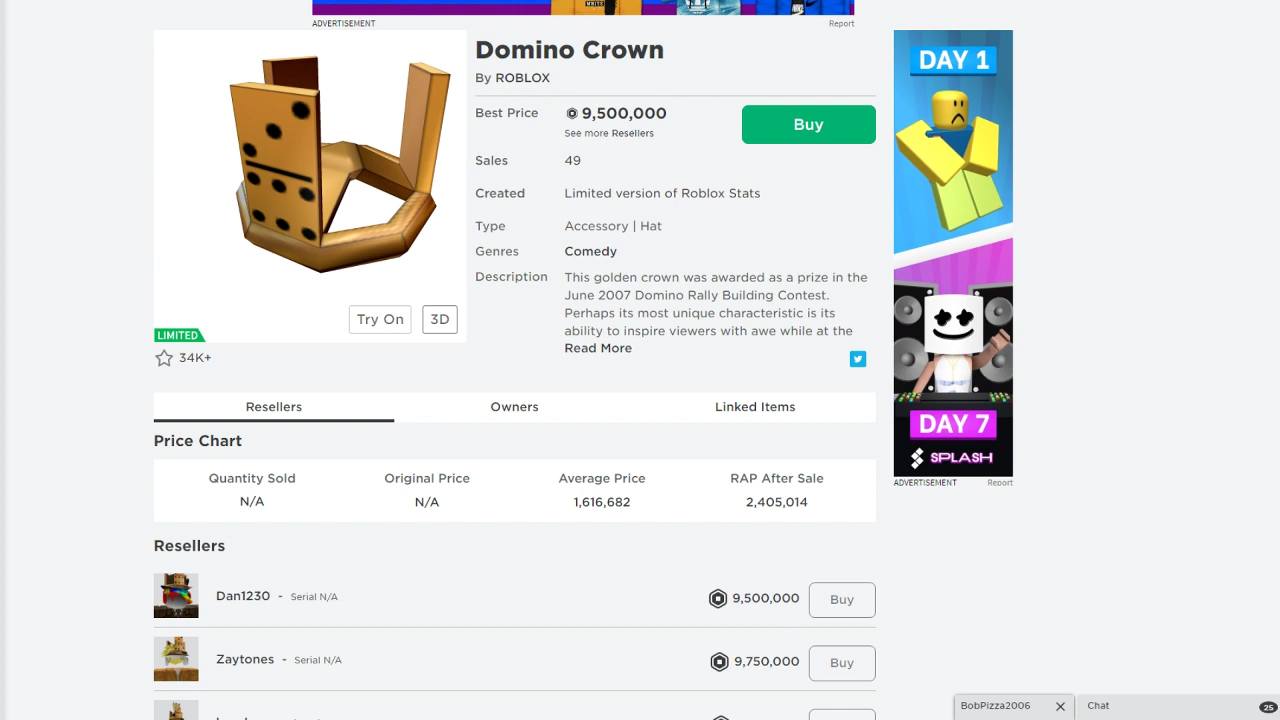 WHITE
NIKE
ADVERTISEMENT
Report
Domino Crown
By ROBLOX
Best Price
9,500,000
See more Resellers
Buy
Sales
49
Created
Limited version of Roblox Stats
Type
Accessory | Hat
Genres
Comedy
Description
This golden crown was awarded as a prize in the
June 2007 Domino Rally Building Contest.
Perhaps its most unique characteristic is its
ability to inspire viewers with awe while at the
Read More
Try On
3D
LIMITED
34K+
DAY 1
DAY 7
SPLASH
ADVERTISEMENT
Report
Resellers
Owners
Linked Items
Price Chart
Quantity Sold
Original Price
Average Price
RAP After Sale
N/A
N/A
1,616,682
2,405,014
Resellers
Dan1230 - Serial N/A
9,500,000
Buy
Zaytones - Serial N/A
9,750,000
Buy
BobPizza2006
Chat
25